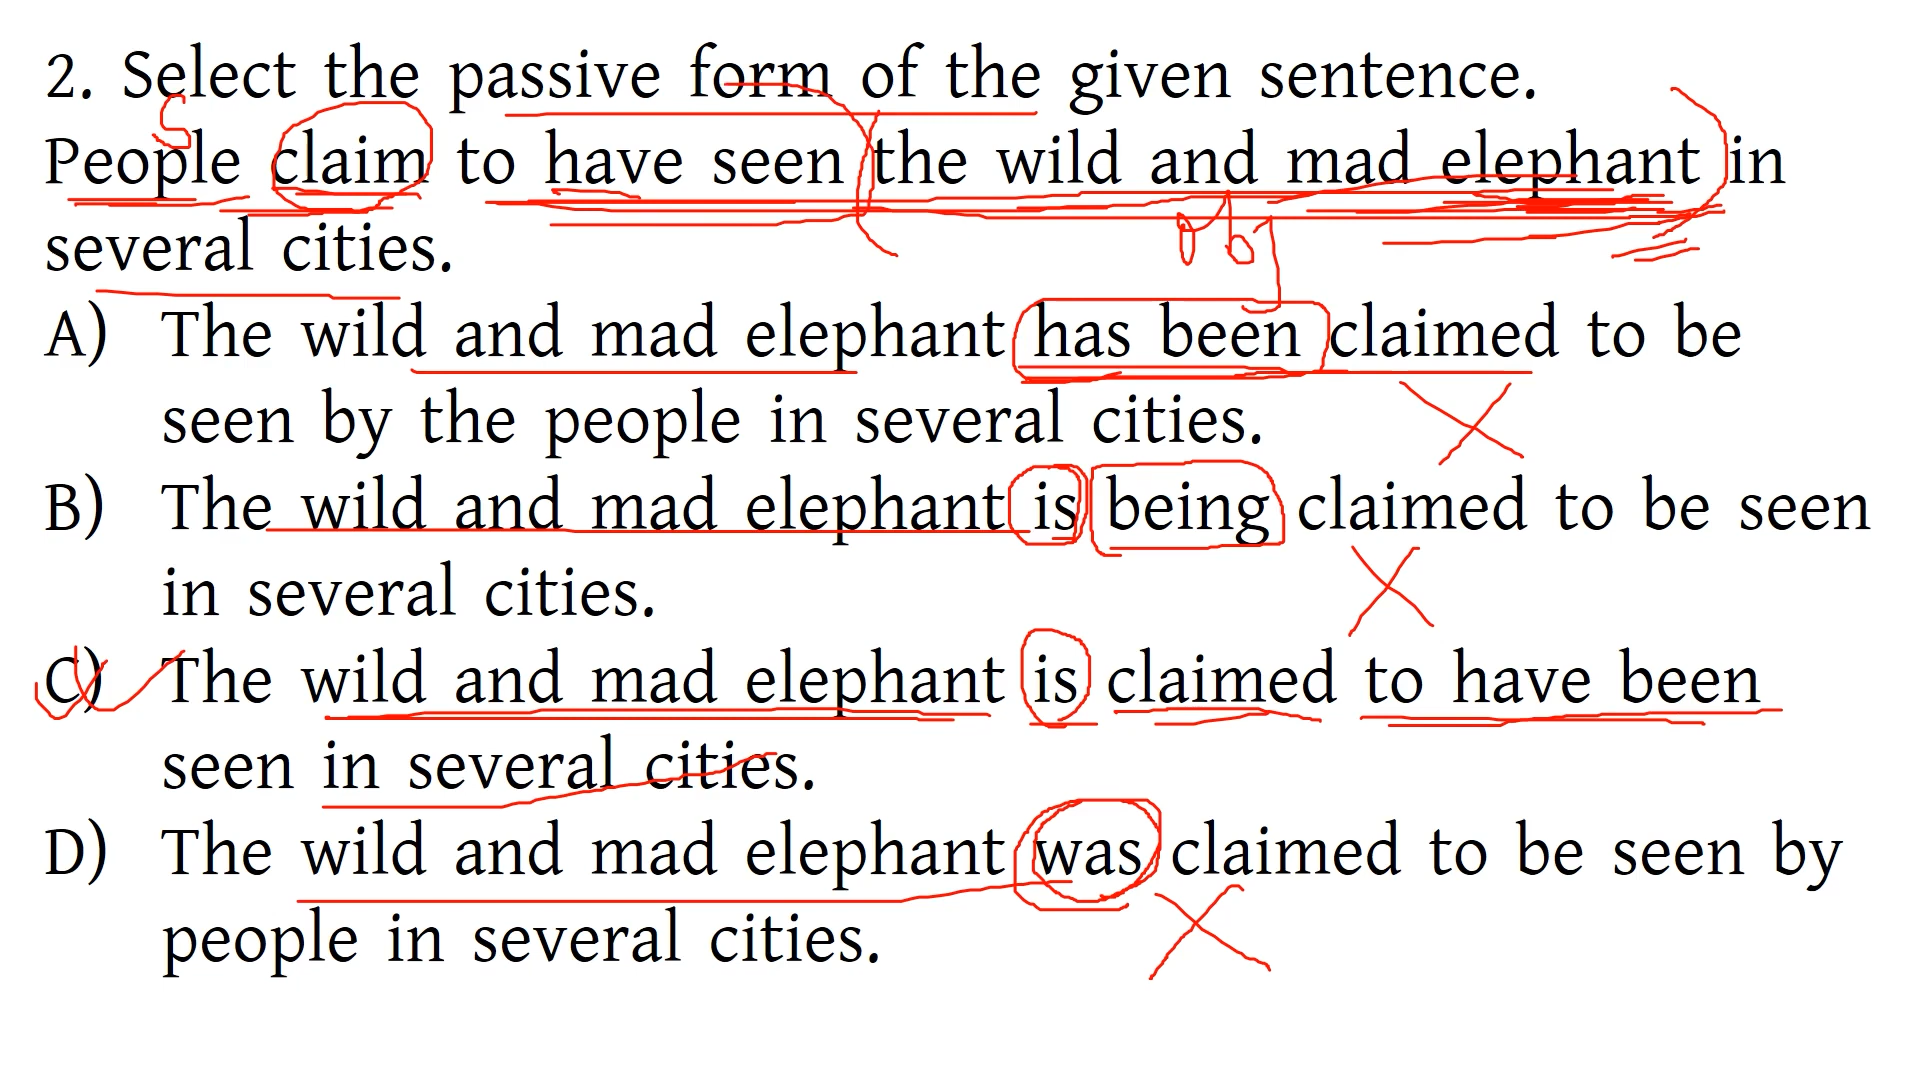 2. Select the passive form of the given sentence.
S
People claim to have seen the wild and mad elephant in
several cities.
A) The wild and mad elephant has been claimed to be
seen by the people in several cities.
B) The wild and mad elephant is being claimed to be seen
in several cities.
C) The wild and mad elephant is claimed to have been
seen in several cities.
D) The wild and mad elephant was claimed to be seen by
people in several cities.